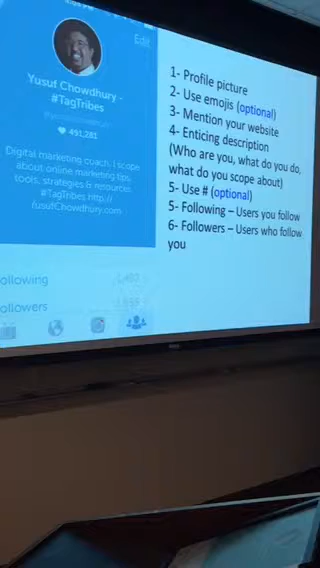 Edit
Yusuf Chowdhury -
#TagTribes
491,281
Digital marketing coach. I scope
about online marketing tips,
tools, strategies & resources.
#TagTribes http://
YusufChowdhury.com
ollowing
ollowers
1- Profile picture
2- Use emojis (optional)
3- Mention your website
4- Enticing description
(Who are you, what do you do,
what do you scope about)
5- Use # (optional)
5- Following – Users you follow
6- Followers – Users who follow
you